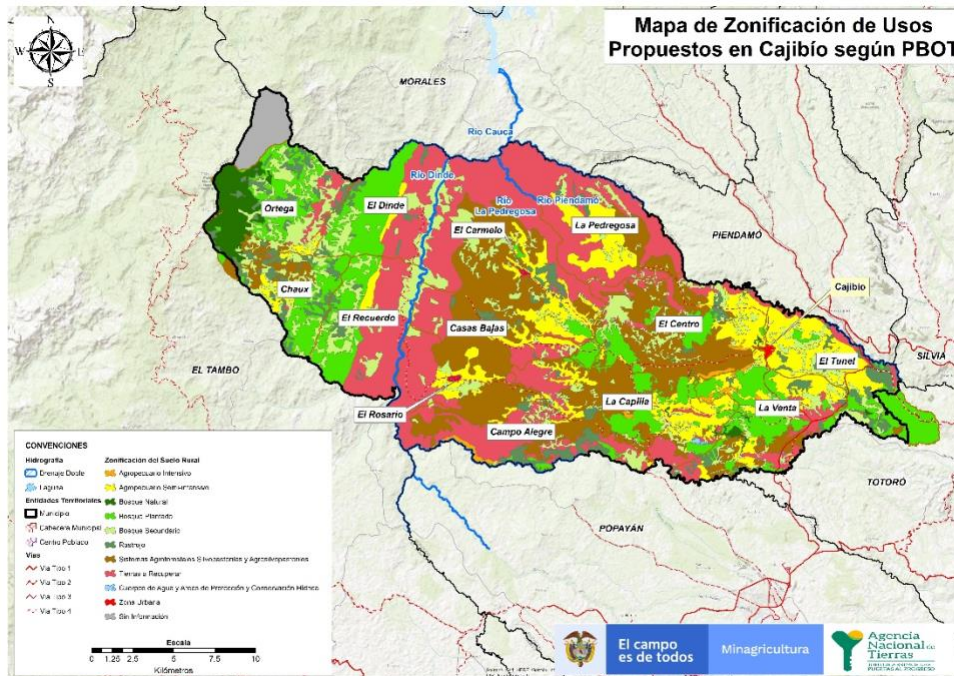 Mapa de Zonificación de Usos
Propuestos en Cajibío según PBOT
N
W
E
S
MORALES
Río Cauca
Río Dinde
Río
La Pedregosa
Río Piendamó
Ortega
El Dinde
El Carmelo
La Pedregosa
PIENDAMÓ
Cajibío
Chaux
El Recuerdo
Casas Bajas
El Centro
El Tunel
SILVIA
EL TAMBO
El Rosario
Campo Alegre
La Capilla
La Venta
TOTORÓ
POPAYÁN
CONVENCIONES
Hidrografía
Drenaje Doble
Laguna
Entidades Territoriales
Municipio
Cabecera Municipal
Centro Poblado
Vías
Vía Tipo 1
Vía Tipo 2
Vía Tipo 3
Vía Tipo 4
Zonificación del Suelo Rural
Agropecuario Intensivo
Agropecuario Semi-Intensivo
Bosque Natural
Bosque Plantado
Bosque Secundario
Rastrojo
Sistemas Agroforestales Silvopastoriles y Agrosilvopastoriles
Tierras a Recuperar
Cuerpos de Agua y Areas de Protección y Conservación Hídrica
Zona Urbana
Sin Información
Escala
0 1.25 2.5 5 7.5 10
Kilómetros
El campo
es de todos
Minagricultura
Agencia
Nacional de
Tierras